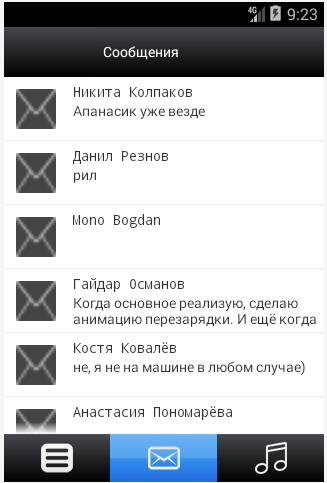 4G 9:23
Сообщения
Никита Колпаков
Апанасик уже везде
Данил Резнов
рил
Mono Bogdan
Гайдар Османов
Когда основное реализую, сделаю
анимацию перезарядки. И ещё когда
Костя Ковалёв
не, я не на машине в любом случае)
Анастасия Пономарёва